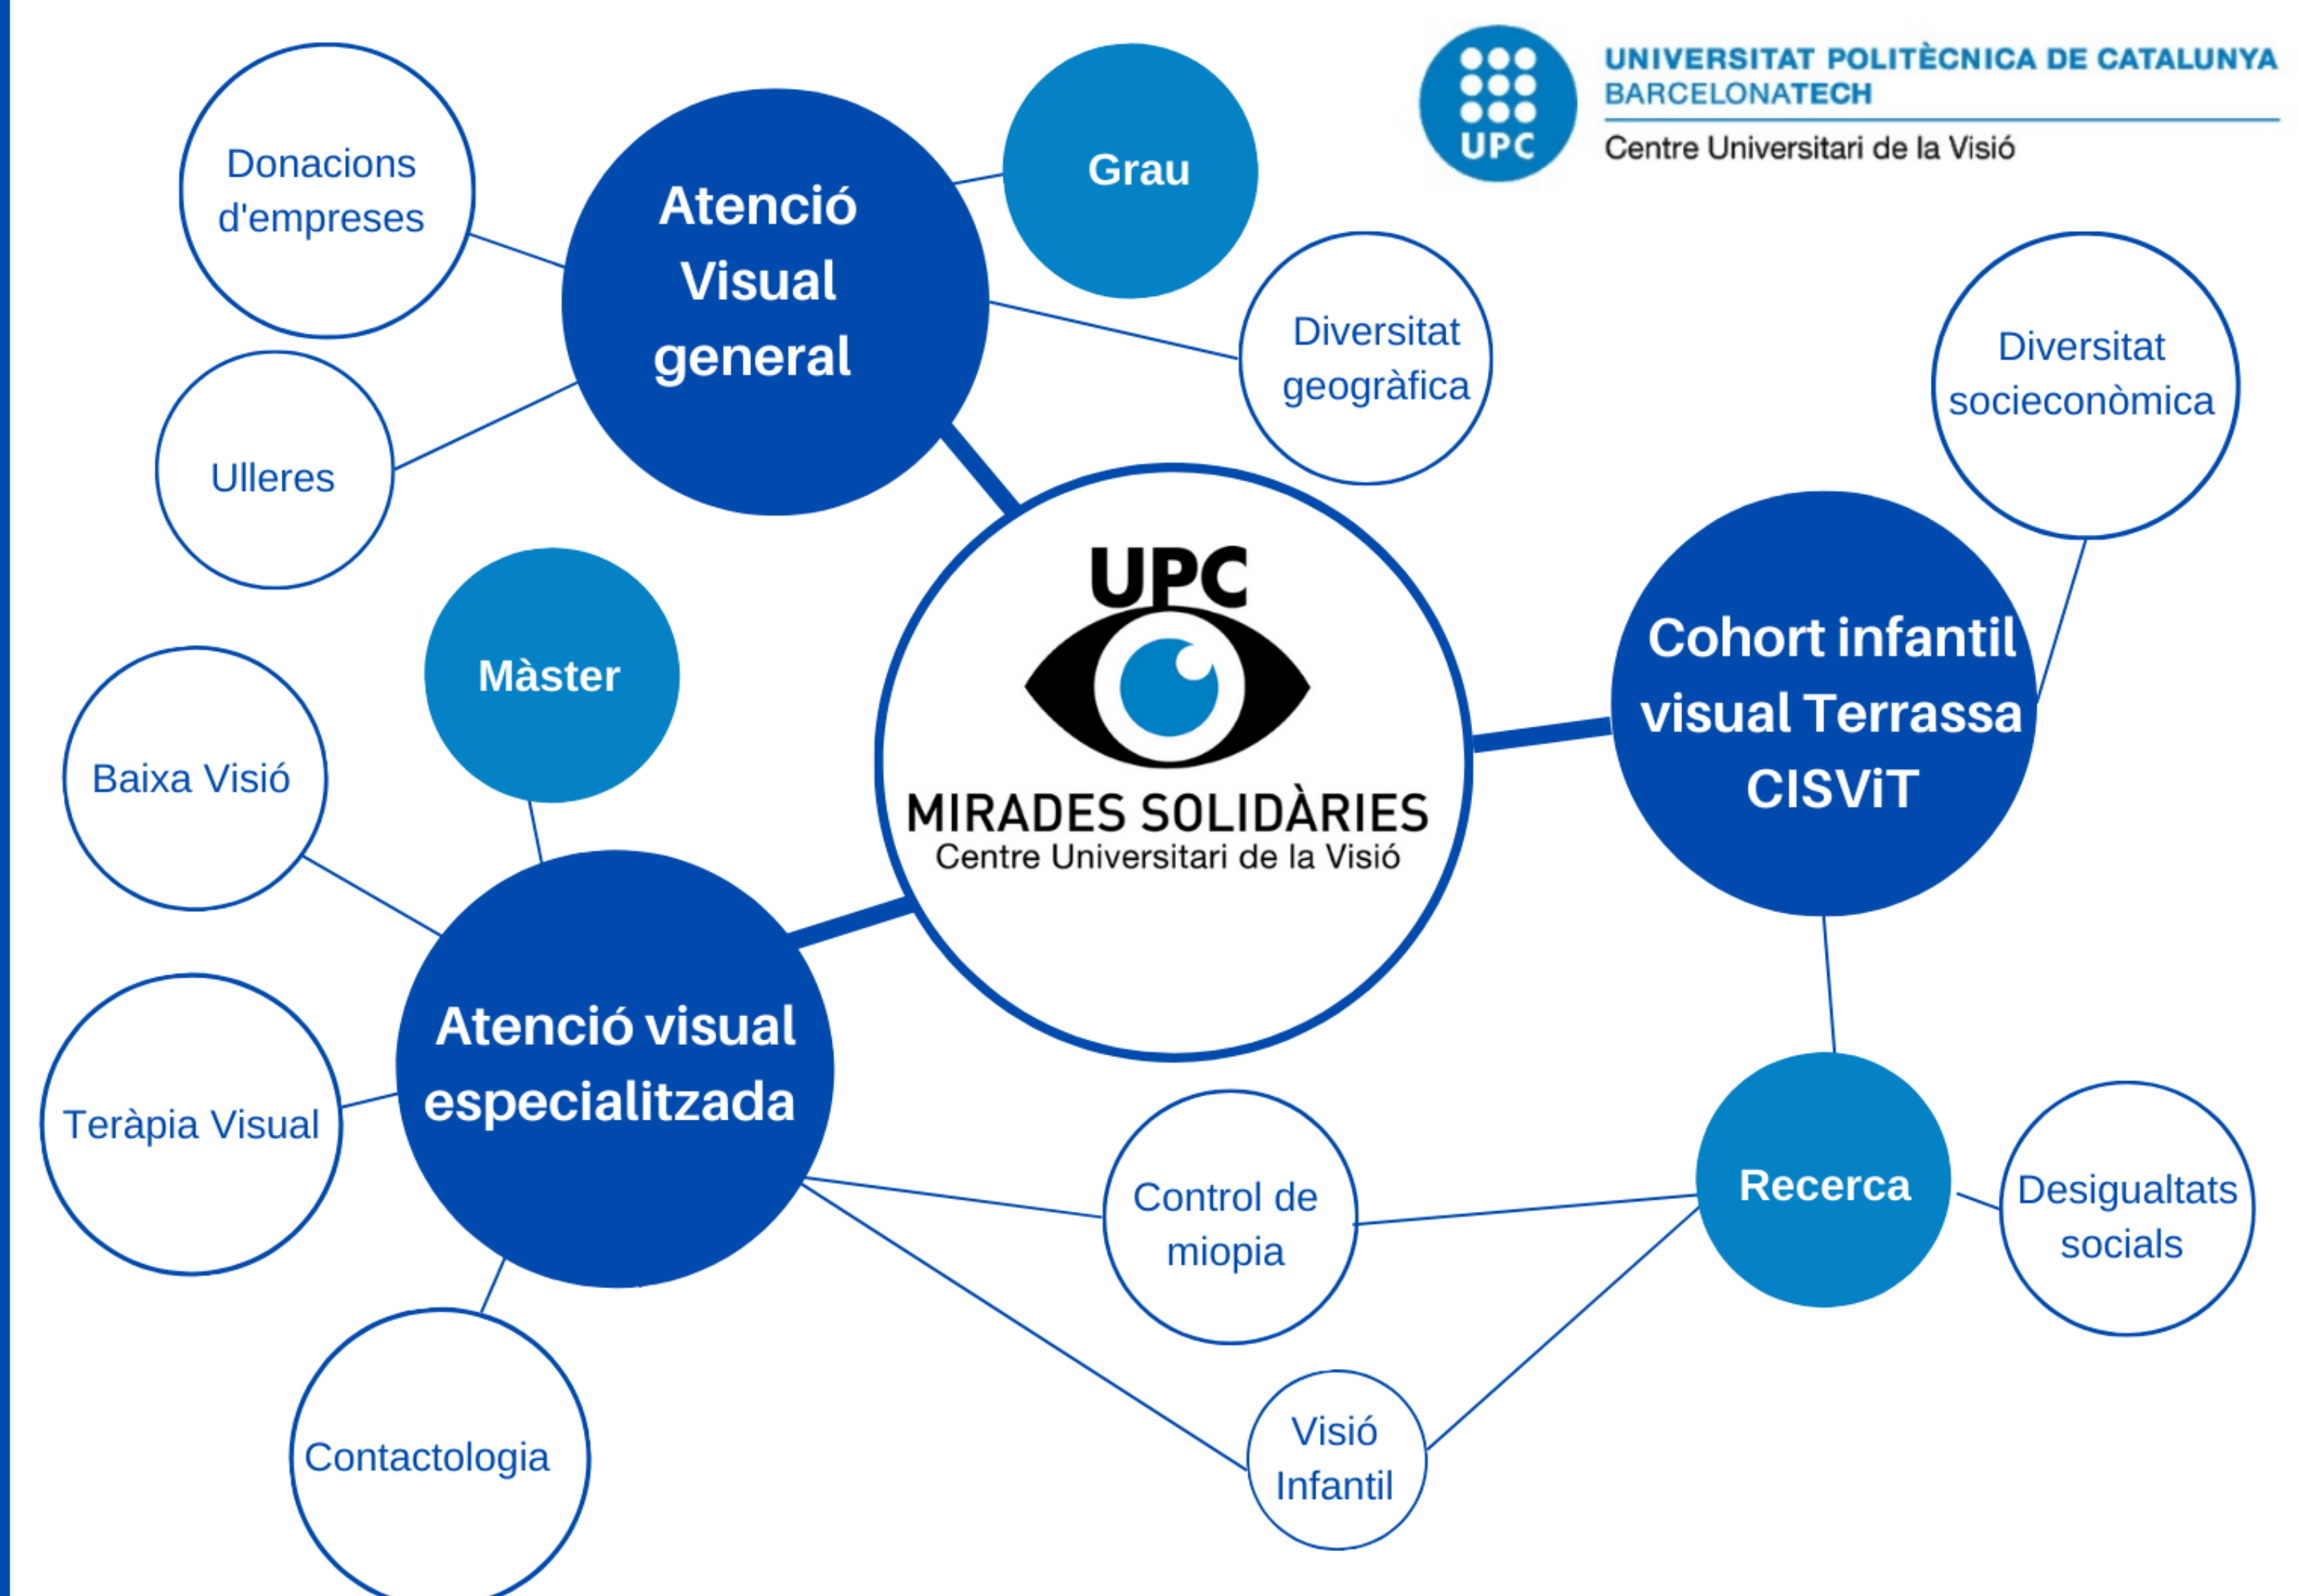 UPC
UNIVERSITAT POLITÈCNICA DE CATALUNYA
BARCELONATECH
Centre Universitari de la Visió
Donacions
d'empreses
Atenció
Visual
general
Grau
Diversitat
geogràfica
Ulleres
Diversitat
socieconòmica
UPC
MIRADES SOLIDÀRIES
Centre Universitari de la Visió
Cohort infantil
visual Terrassa
CISViT
Màster
Baixa Visió
Atenció visual
especialitzada
Teràpia Visual
Contactologia
Control de
miopia
Visió
Infantil
Recerca
Desigualtats
socials